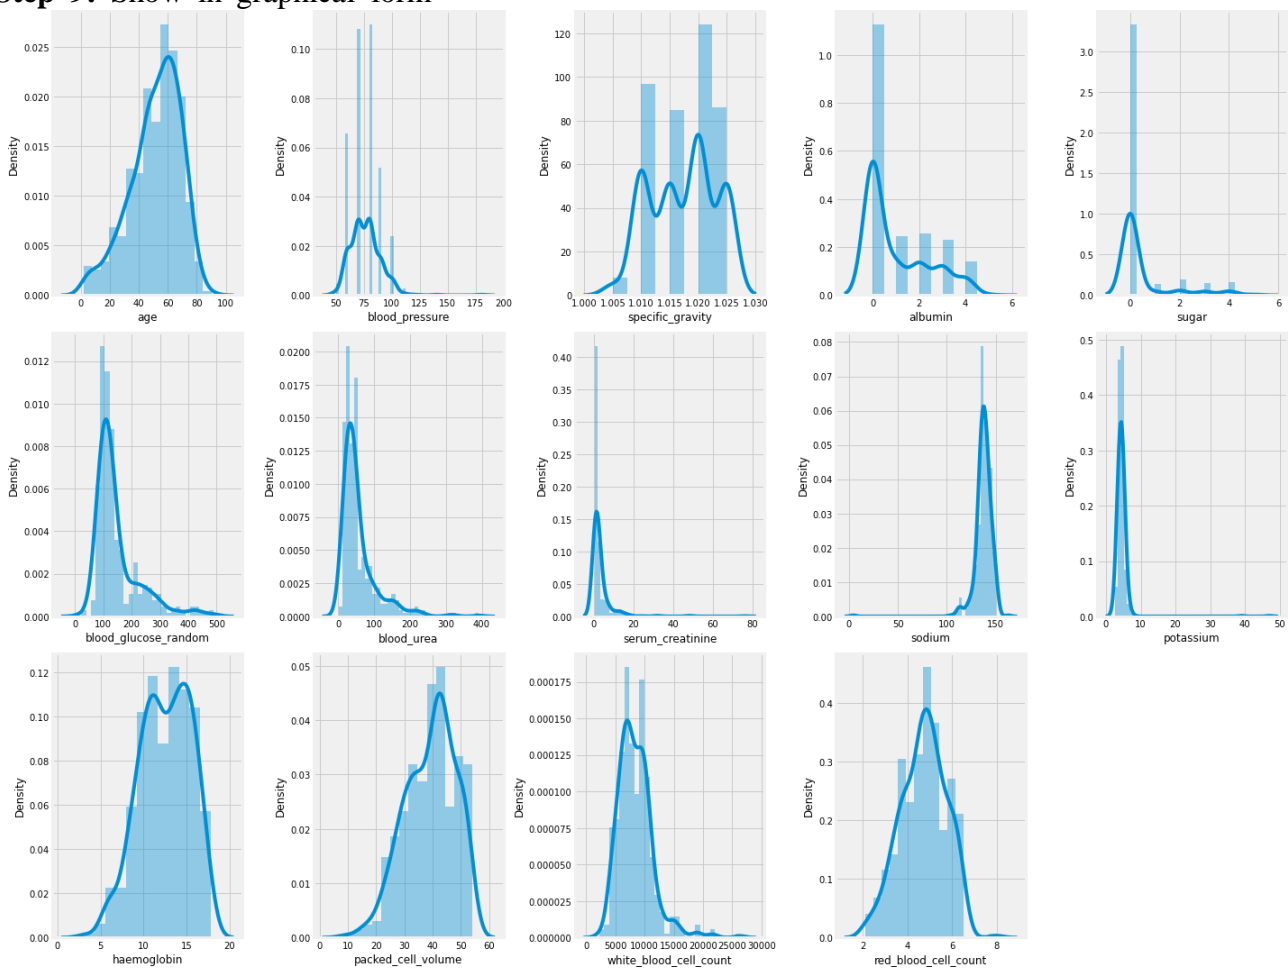 Step 9: Show in graphical form
0.025
0.020
0.015
0.010
0.005
0.000
Density
0 20 40 60 80 100
age
0.10
0.08
0.06
0.04
0.02
0.00
Density
50 75 100 125 150 175 200
blood_pressure
120
100
80
60
40
20
0
Density
1.000 1.005 1.010 1.015 1.020 1.025 1.030
specific_gravity
1.0
0.8
0.6
0.4
0.2
0.0
Density
0 2 4 6
albumin
3.0
2.5
2.0
1.5
1.0
0.5
0.0
Density
0 2 4 6
sugar
0.012
0.010
0.008
0.006
0.004
0.002
0.000
Density
0 100 200 300 400 500
blood_glucose_random
0.0200
0.0175
0.0150
0.0125
0.0100
0.0075
0.0050
0.0025
0.0000
Density
0 100 200 300 400
blood_urea
0.40
0.35
0.30
0.25
0.20
0.15
0.10
0.05
0.00
Density
0 20 40 60 80
serum_creatinine
0.08
0.07
0.06
0.05
0.04
0.03
0.02
0.01
0.00
Density
0 50 100 150
sodium
0.5
0.4
0.3
0.2
0.1
0.0
Density
0 10 20 30 40 50
potassium
0.12
0.10
0.08
0.06
0.04
0.02
0.00
Density
0 5 10 15 20
haemoglobin
0.05
0.04
0.03
0.02
0.01
0.00
Density
0 10 20 30 40 50 60
packed_cell_volume
0.000175
0.000150
0.000125
0.000100
0.000075
0.000050
0.000025
0.000000
Density
0 5000 10000 15000 20000 25000 30000
white_blood_cell_count
0.4
0.3
0.2
0.1
0.0
Density
2 4 6 8
red_blood_cell_count